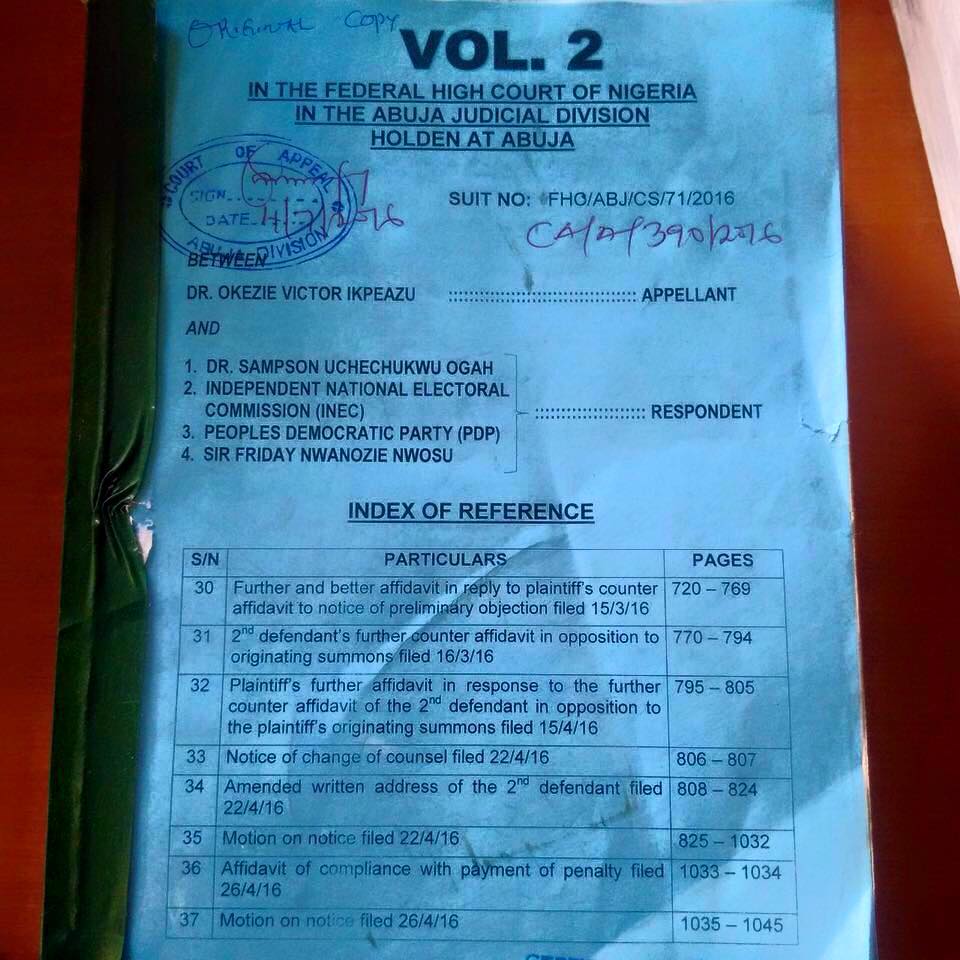 ORIGINAL COPY
VOL. 2
IN THE FEDERAL HIGH COURT OF NIGERIA
IN THE ABUJA JUDICIAL DIVISION
HOLDEN AT ABUJA
COURT OF APPEAL
SIGN
DATE
ABUJA DIVISION
SUIT NO: FHC/ABJ/CS/71/2016
CA/A/390/2016
BETWEEN
DR. OKEZIE VICTOR IKPEAZU :::::::::::::::::::::::::::::::::: APPELLANT
AND
1. DR. SAMPSON UCHECHUKWU OGAH
2. INDEPENDENT NATIONAL ELECTORAL
COMMISSION (INEC)
:::::::::::::::::::: RESPONDENT
3. PEOPLES DEMOCRATIC PARTY (PDP)
4. SIR FRIDAY NWANOZIE NWOSU
INDEX OF REFERENCE
S/N PARTICULARS PAGES
30 Further and better affidavit in reply to plaintiff's counter 720 – 769
affidavit to notice of preliminary objection filed 15/3/16
31 2nd defendant's further counter affidavit in opposition to 770 – 794
originating summons filed 16/3/16
32 Plaintiff's further affidavit in response to the further 795 – 805
counter affidavit of the 2nd defendant in opposition to
the plaintiff's originating summons filed 15/4/16
33 Notice of change of counsel filed 22/4/16 806 – 807
34 Amended written address of the 2nd defendant filed 808 – 824
22/4/16
35 Motion on notice filed 22/4/16 825 – 1032
36 Affidavit of compliance with payment of penalty filed 1033 – 1034
26/4/16
37 Motion on notice filed 26/4/16 1035 – 1045